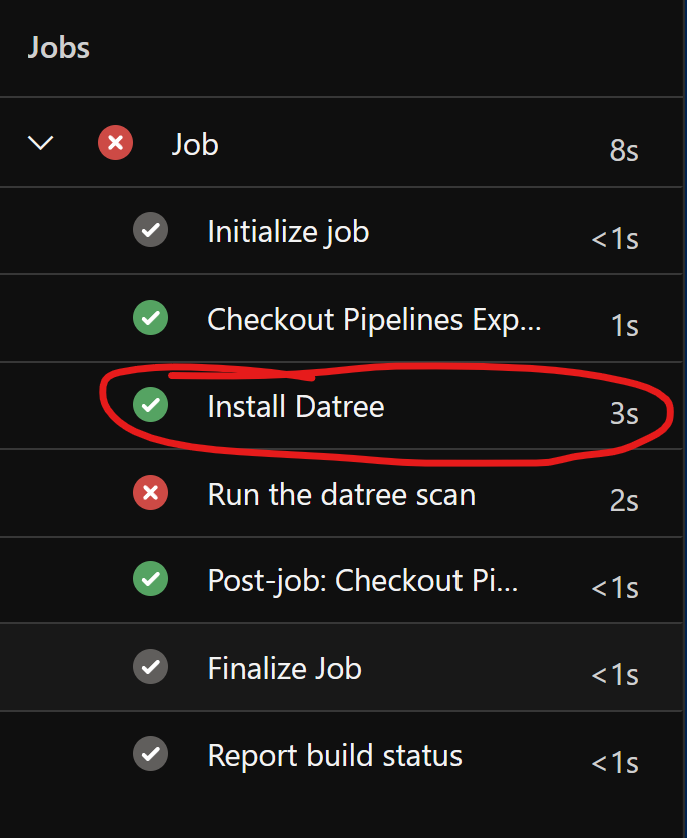 Jobs
Job 8s
Initialize job <1s
Checkout Pipelines Exp... 1s
Install Datree 3s
Run the datree scan 2s
Post-job: Checkout Pi... <1s
Finalize Job <1s
Report build status <1s